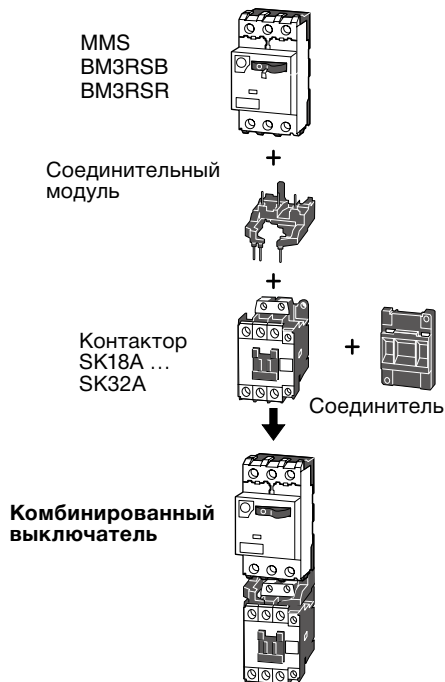 MMS
BM3RSB
BM3RSR
+
Соединительный
модуль
+
Контактор
SK18A ...
SK32A
+
Соединитель
Комбинированный
выключатель